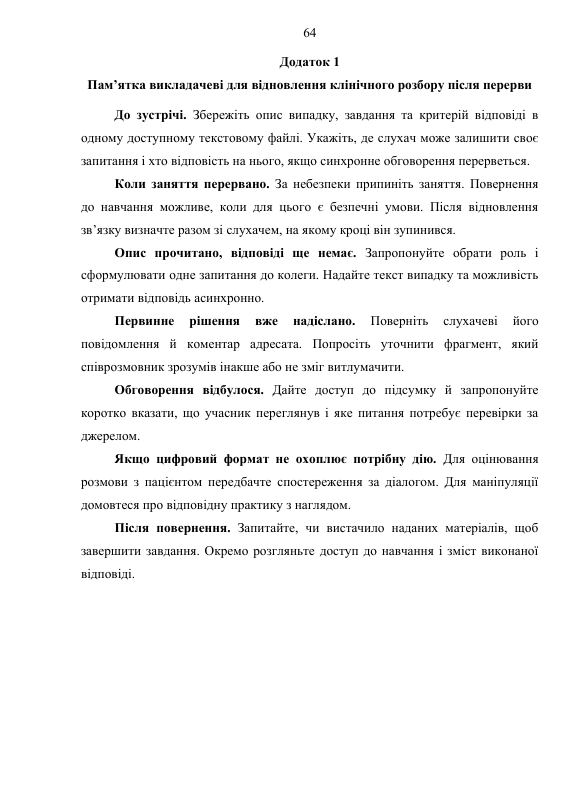 64
Додаток 1
Пам’ятка викладачеві для відновлення клінічного розбору після перерви
До зустрічі. Збережіть опис випадку, завдання та критерій відповіді в
одному доступному текстовому файлі. Укажіть, де слухач може залишити своє
запитання і хто відповість на нього, якщо синхронне обговорення перерветься.
Коли заняття перервано. За небезпеки припиніть заняття. Повернення
до навчання можливе, коли для цього є безпечні умови. Після відновлення
зв’язку визначте разом зі слухачем, на якому кроці він зупинився.
Опис прочитано, відповіді ще немає. Запропонуйте обрати роль і
сформулювати одне запитання до колеги. Надайте текст випадку та можливість
отримати відповідь асинхронно.
Первинне рішення вже надіслано. Поверніть слухачеві його
повідомлення й коментар адресата. Попросіть уточнити фрагмент, який
співрозмовник зрозумів інакше або не зміг витлумачити.
Обговорення відбулося. Дайте доступ до підсумку й запропонуйте
коротко вказати, що учасник переглянув і яке питання потребує перевірки за
джерелом.
Якщо цифровий формат не охоплює потрібну дію. Для оцінювання
розмови з пацієнтом передбачте спостереження за діалогом. Для маніпуляції
домовтеся про відповідну практику з наглядом.
Після повернення. Запитайте, чи вистачило наданих матеріалів, щоб
завершити завдання. Окремо розгляньте доступ до навчання і зміст виконаної
відповіді.